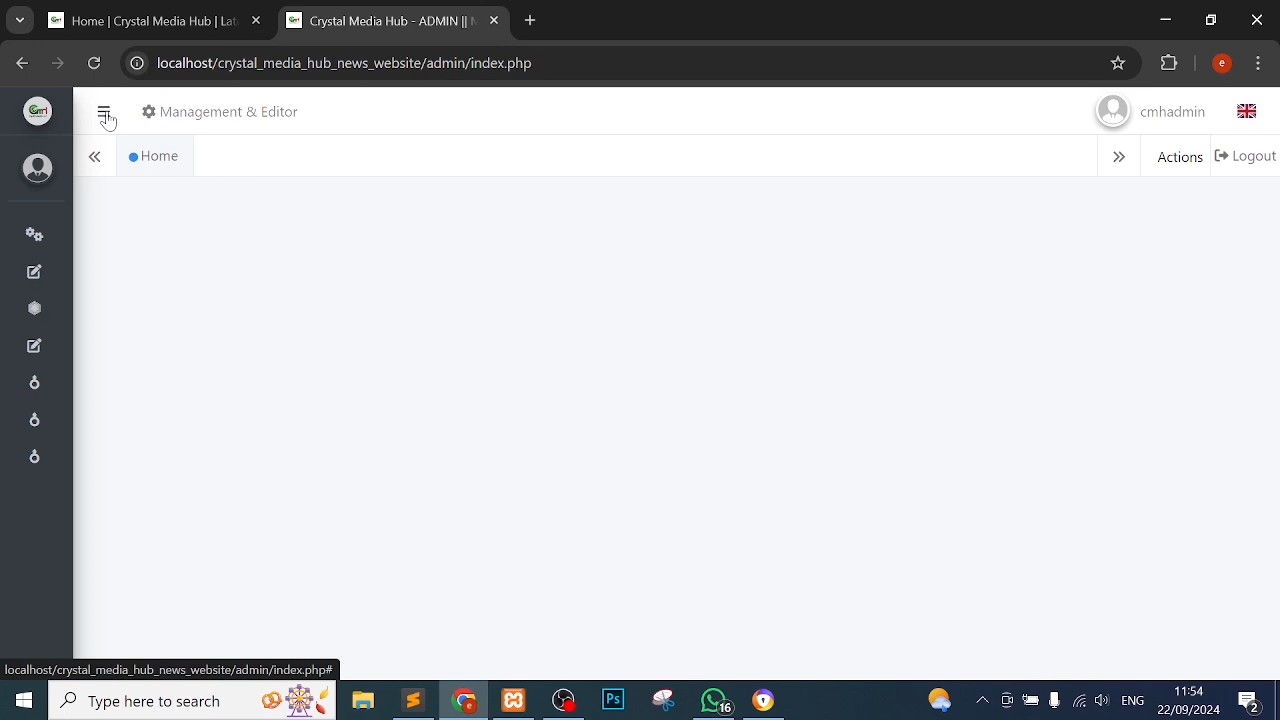 Home | Crystal Media Hub | Lat
Crystal Media Hub - ADMIN ||
localhost/crystal_media_hub_news_website/admin/index.php
e
Management & Editor
cmhadmin
Home
Actions
Logout
localhost/crystal_media_hub_news_website/admin/index.php#
Type here to search
e
Ps
16
ENG
11:54
22/09/2024
2